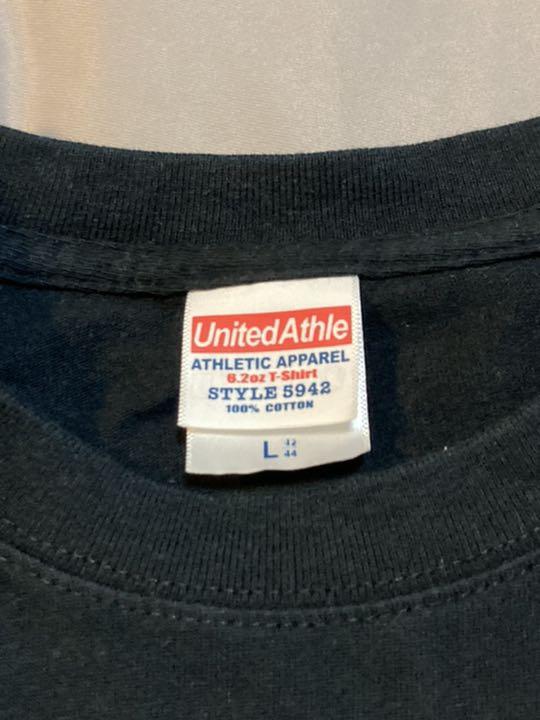 UnitedAthle
ATHLETIC APPAREL
6.2oz T-Shirt
STYLE 5942
100% COTTON
L 42
44